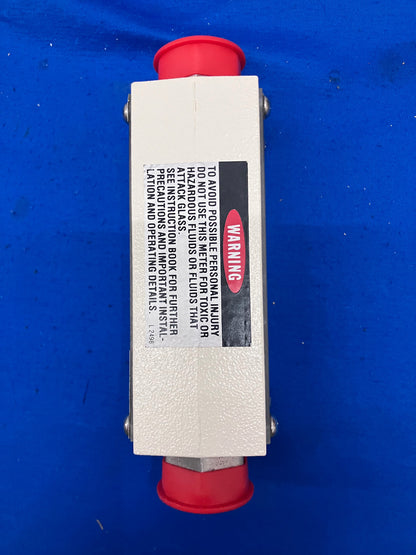 WARNING
TO AVOID POSSIBLE PERSONAL INJURY
DO NOT USE THIS METER FOR TOXIC OR
HAZARDOUS FLUIDS OR FLUIDS THAT
ATTACK GLASS.
SEE INSTRUCTION BOOK FOR FURTHER
PRECAUTIONS AND IMPORTANT INSTAL-
LATION AND OPERATING DETAILS. L2498